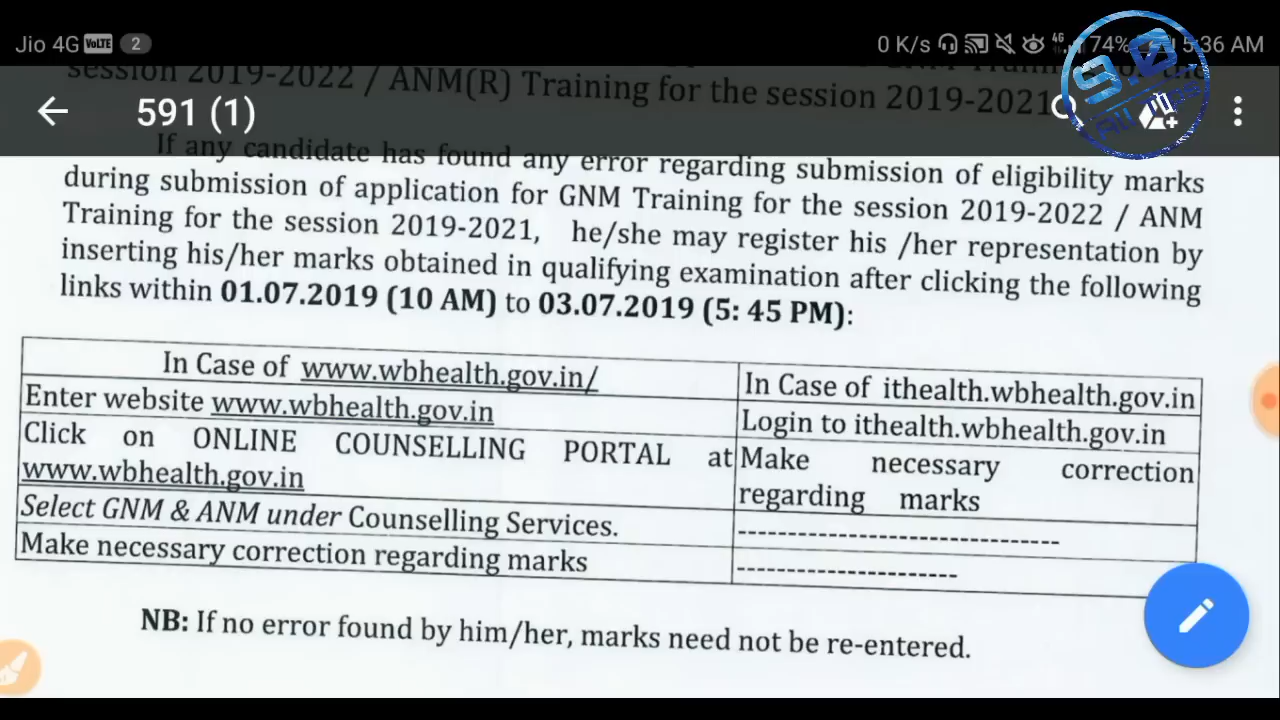 Jio 4G VoLTE 2 0 K/s 4G 74% 5:36 AM
session 2019-2022 / ANM(R) Training for the session 2019-2021
591 (1)
If any candidate has found any error regarding submission of eligibility marks
during submission of application for GNM Training for the session 2019-2022 / ANM
Training for the session 2019-2021, he/she may register his /her representation by
inserting his/her marks obtained in qualifying examination after clicking the following
links within 01.07.2019 (10 AM) to 03.07.2019 (5: 45 PM):
In Case of www.wbhealth.gov.in/
In Case of ithealth.wbhealth.gov.in
Enter website www.wbhealth.gov.in
Login to ithealth.wbhealth.gov.in
Click on ONLINE COUNSELLING PORTAL at
www.wbhealth.gov.in
Make necessary correction
regarding marks
Select GNM & ANM under Counselling Services.
-------------------------------
Make necessary correction regarding marks
----------------------
NB: If no error found by him/her, marks need not be re-entered.